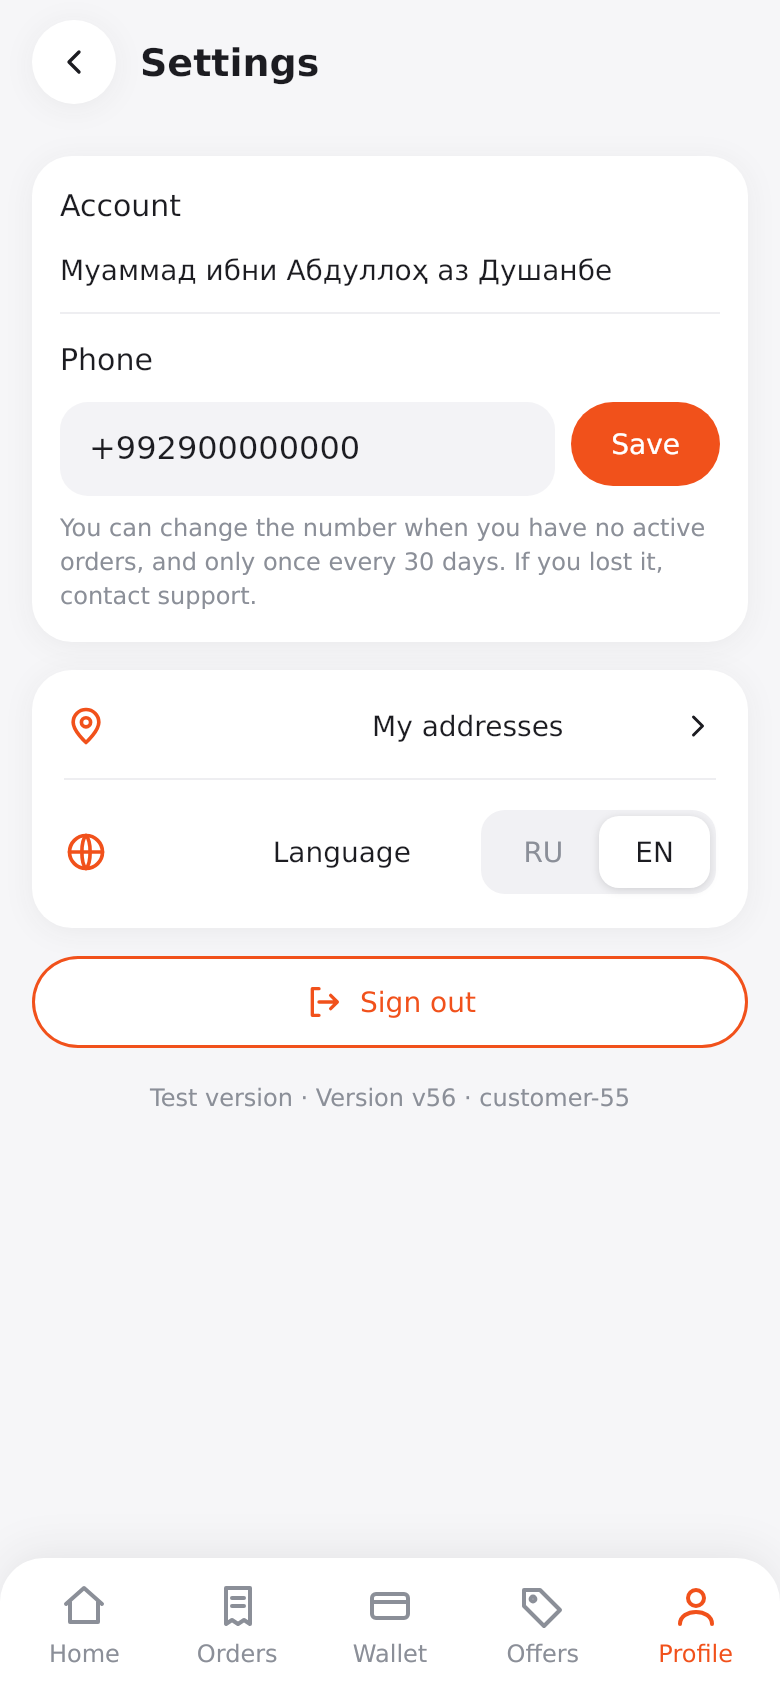 Settings
Account
Муаммад ибни Абдуллоҳ аз Душанбе
Phone
+992900000000
Save
You can change the number when you have no active
orders, and only once every 30 days. If you lost it,
contact support.
My addresses
Language
RU
EN
Sign out
Test version · Version v56 · customer-55
Home
Orders
Wallet
Offers
Profile